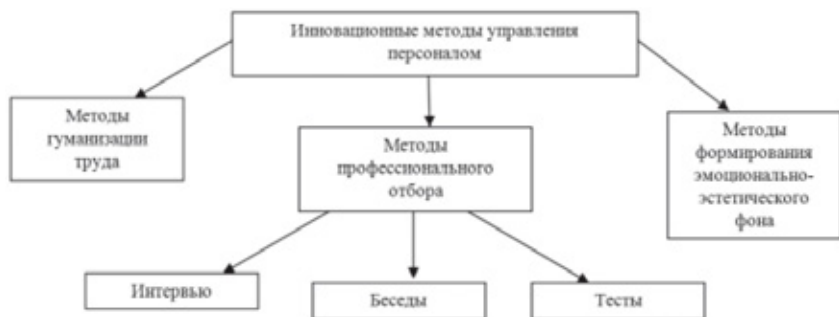 Инновационные методы управления
персоналом
Методы
гуманизации
труда
Методы
профессионального
отбора
Методы
формирования
эмоционально-
эстетического
фона
Интервью
Беседы
Тесты